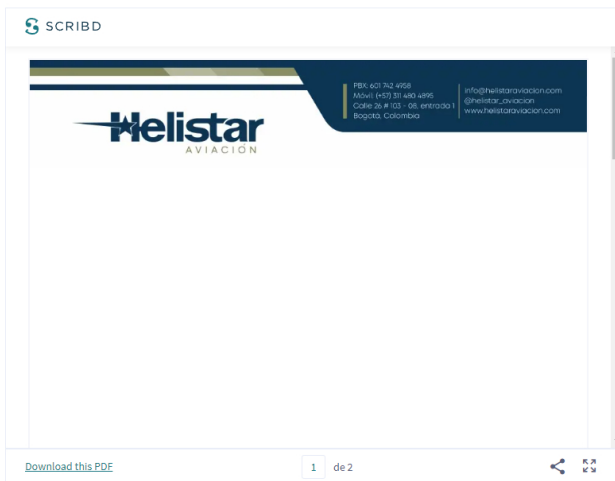 SCRIBD
PBX: 601 742 4958
Móvil: (+57) 311 480 4895
Calle 26 # 103 - 08, entrada 1
Bogotá, Colombia
info@helistaraviacion.com
@helistar_aviacion
www.helistaraviacion.com
Helistar
AVIACIÓN
Download this PDF
1 de 2